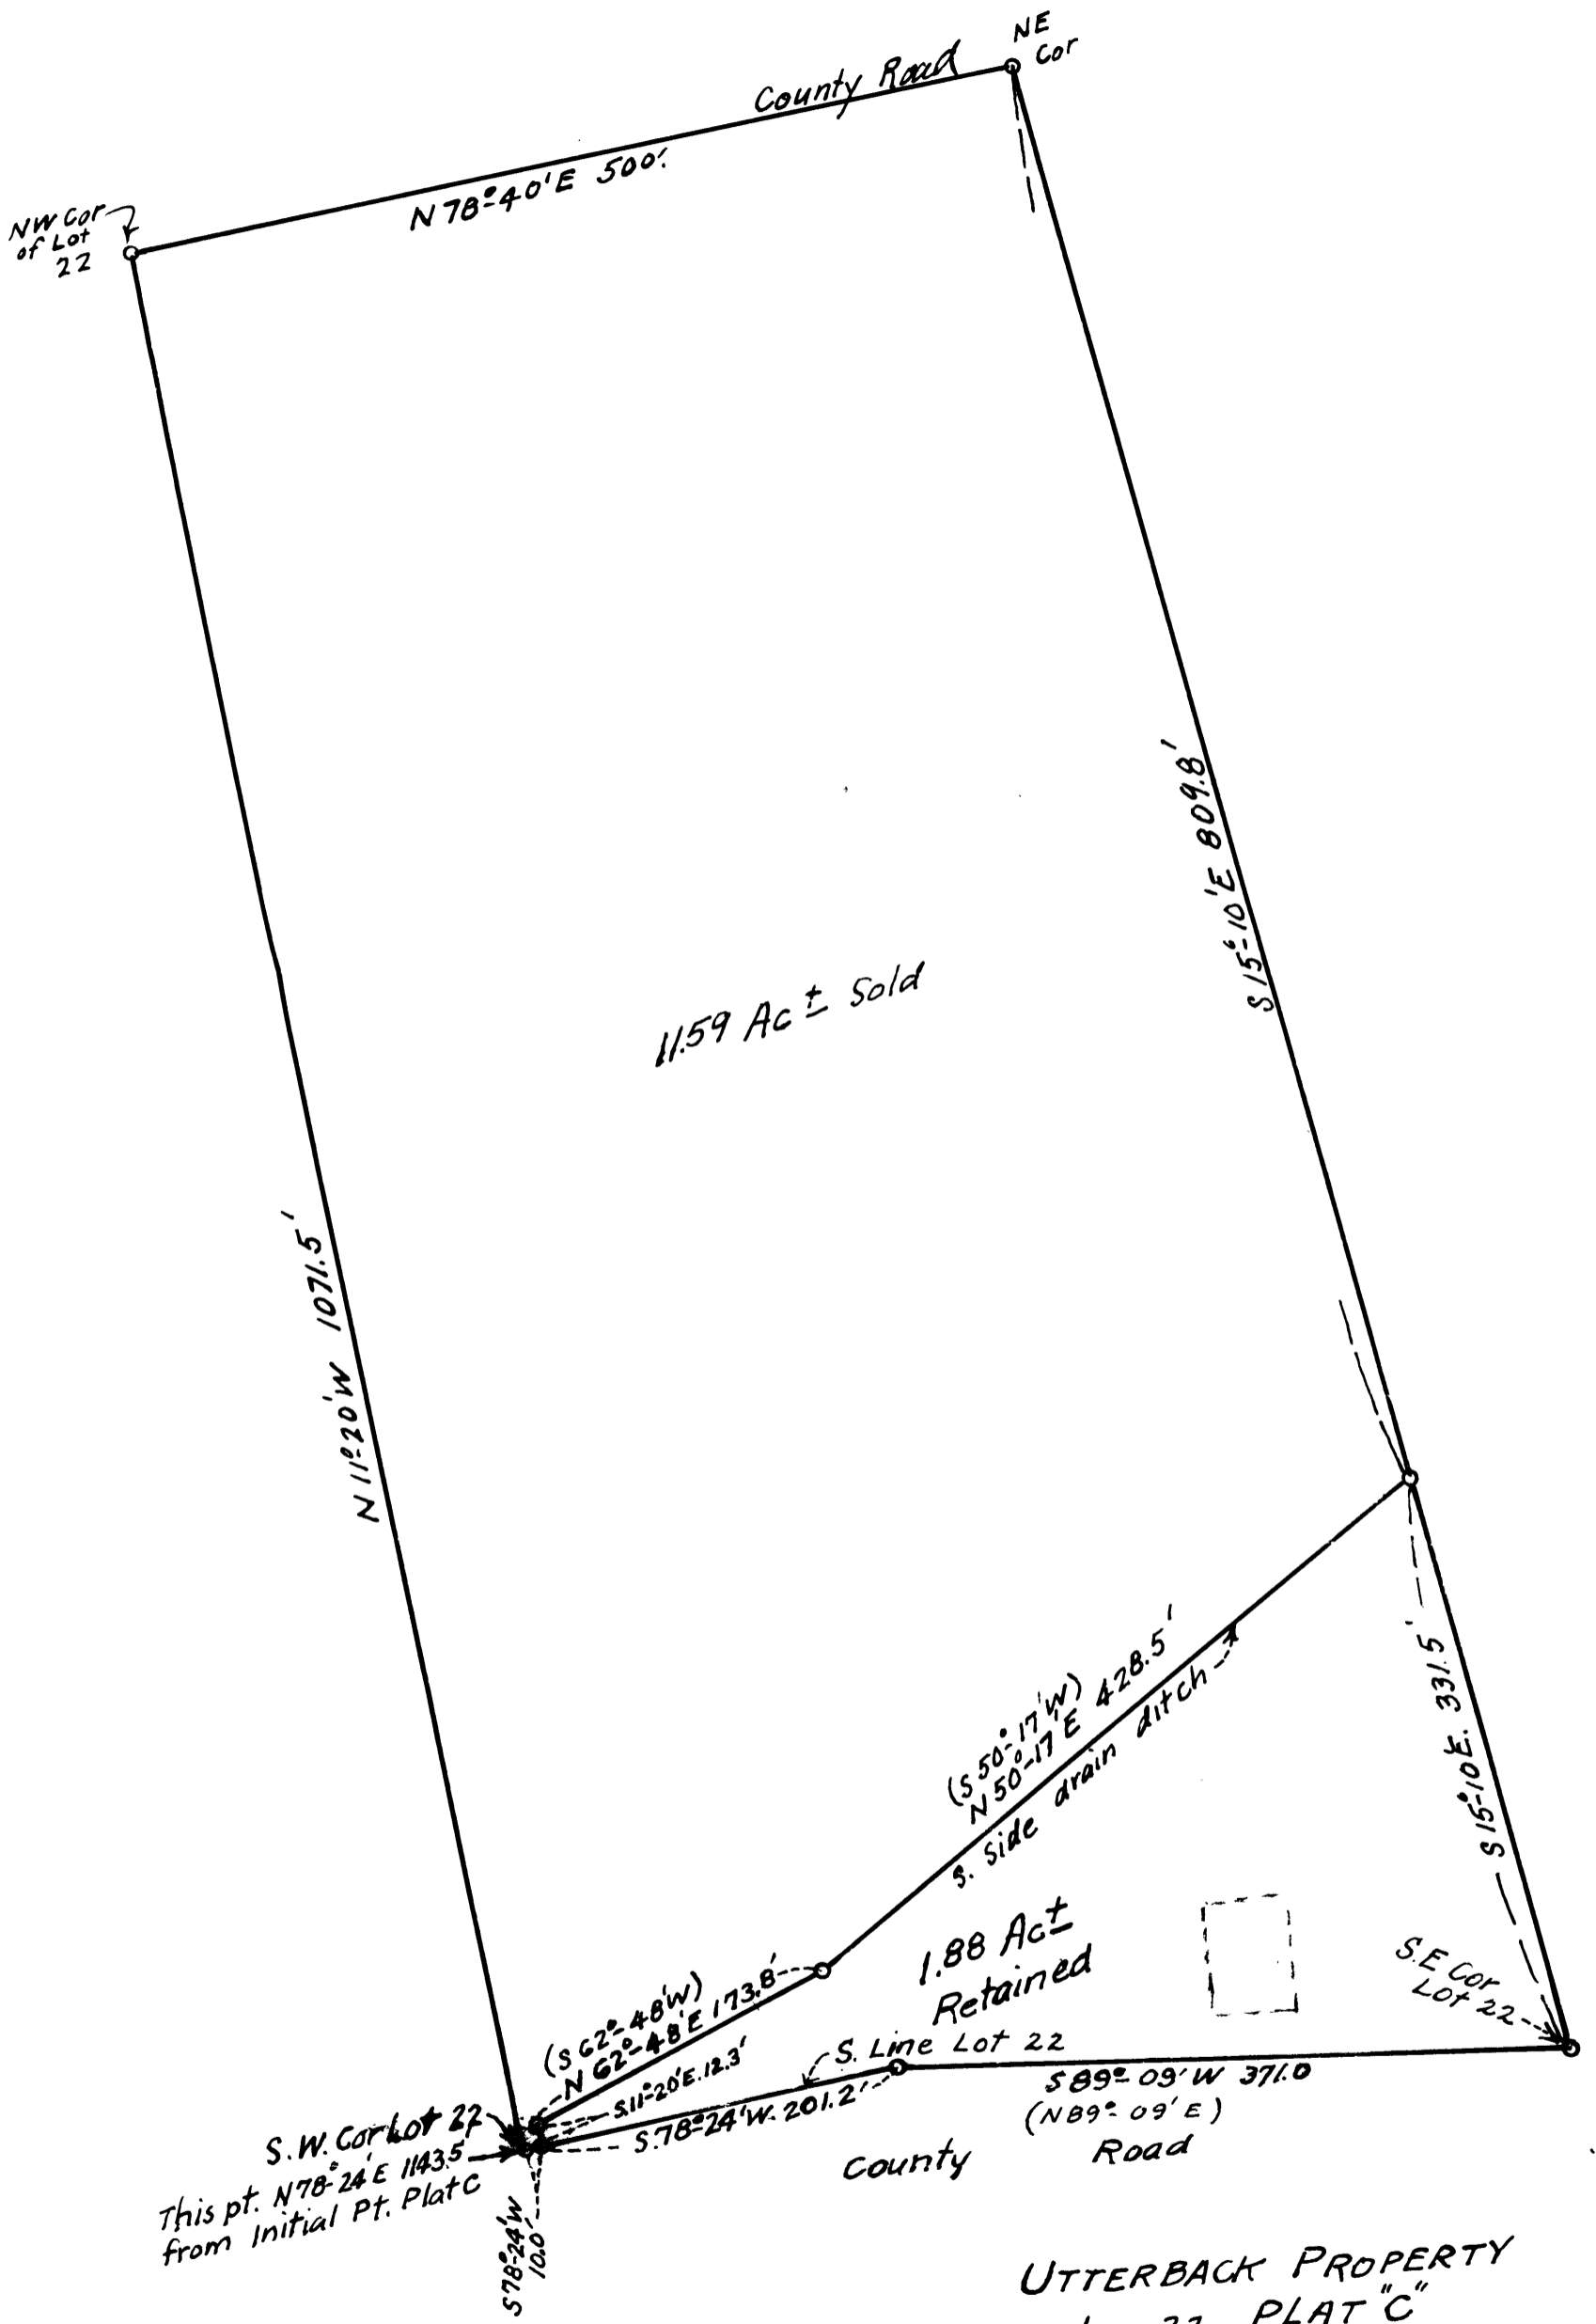 NE
Cor
County Road
N 78°-40'E 500'.
NW Cor
of Lot
22
S 15°-10'E 809.8'
11.59 Ac ± Sold
N 11°-20'W 1071.5'
(S 50°-17'W)
N 50°-17'E 428.5'
S. Side drain ditch
S 15°-10'E. 331.5'
1.88 Ac ±
Retained
S.E Cor
Lot 22
(S 62°-48'W)
N 62°-48'E 173.8'
S.11°-20'E. 12.3'
S. Line Lot 22
S.78°-24'W. 201.2'
S 89°-09'W 371.0
(N 89°-09'E)
County Road
S.W. Cor Lot 22
This pt. N 78°-24'E 1143.5'
from Initial Pt. Plat C
S 78°-24'W
10.0'
UTTERBACK PROPERTY
22 PLAT "C"